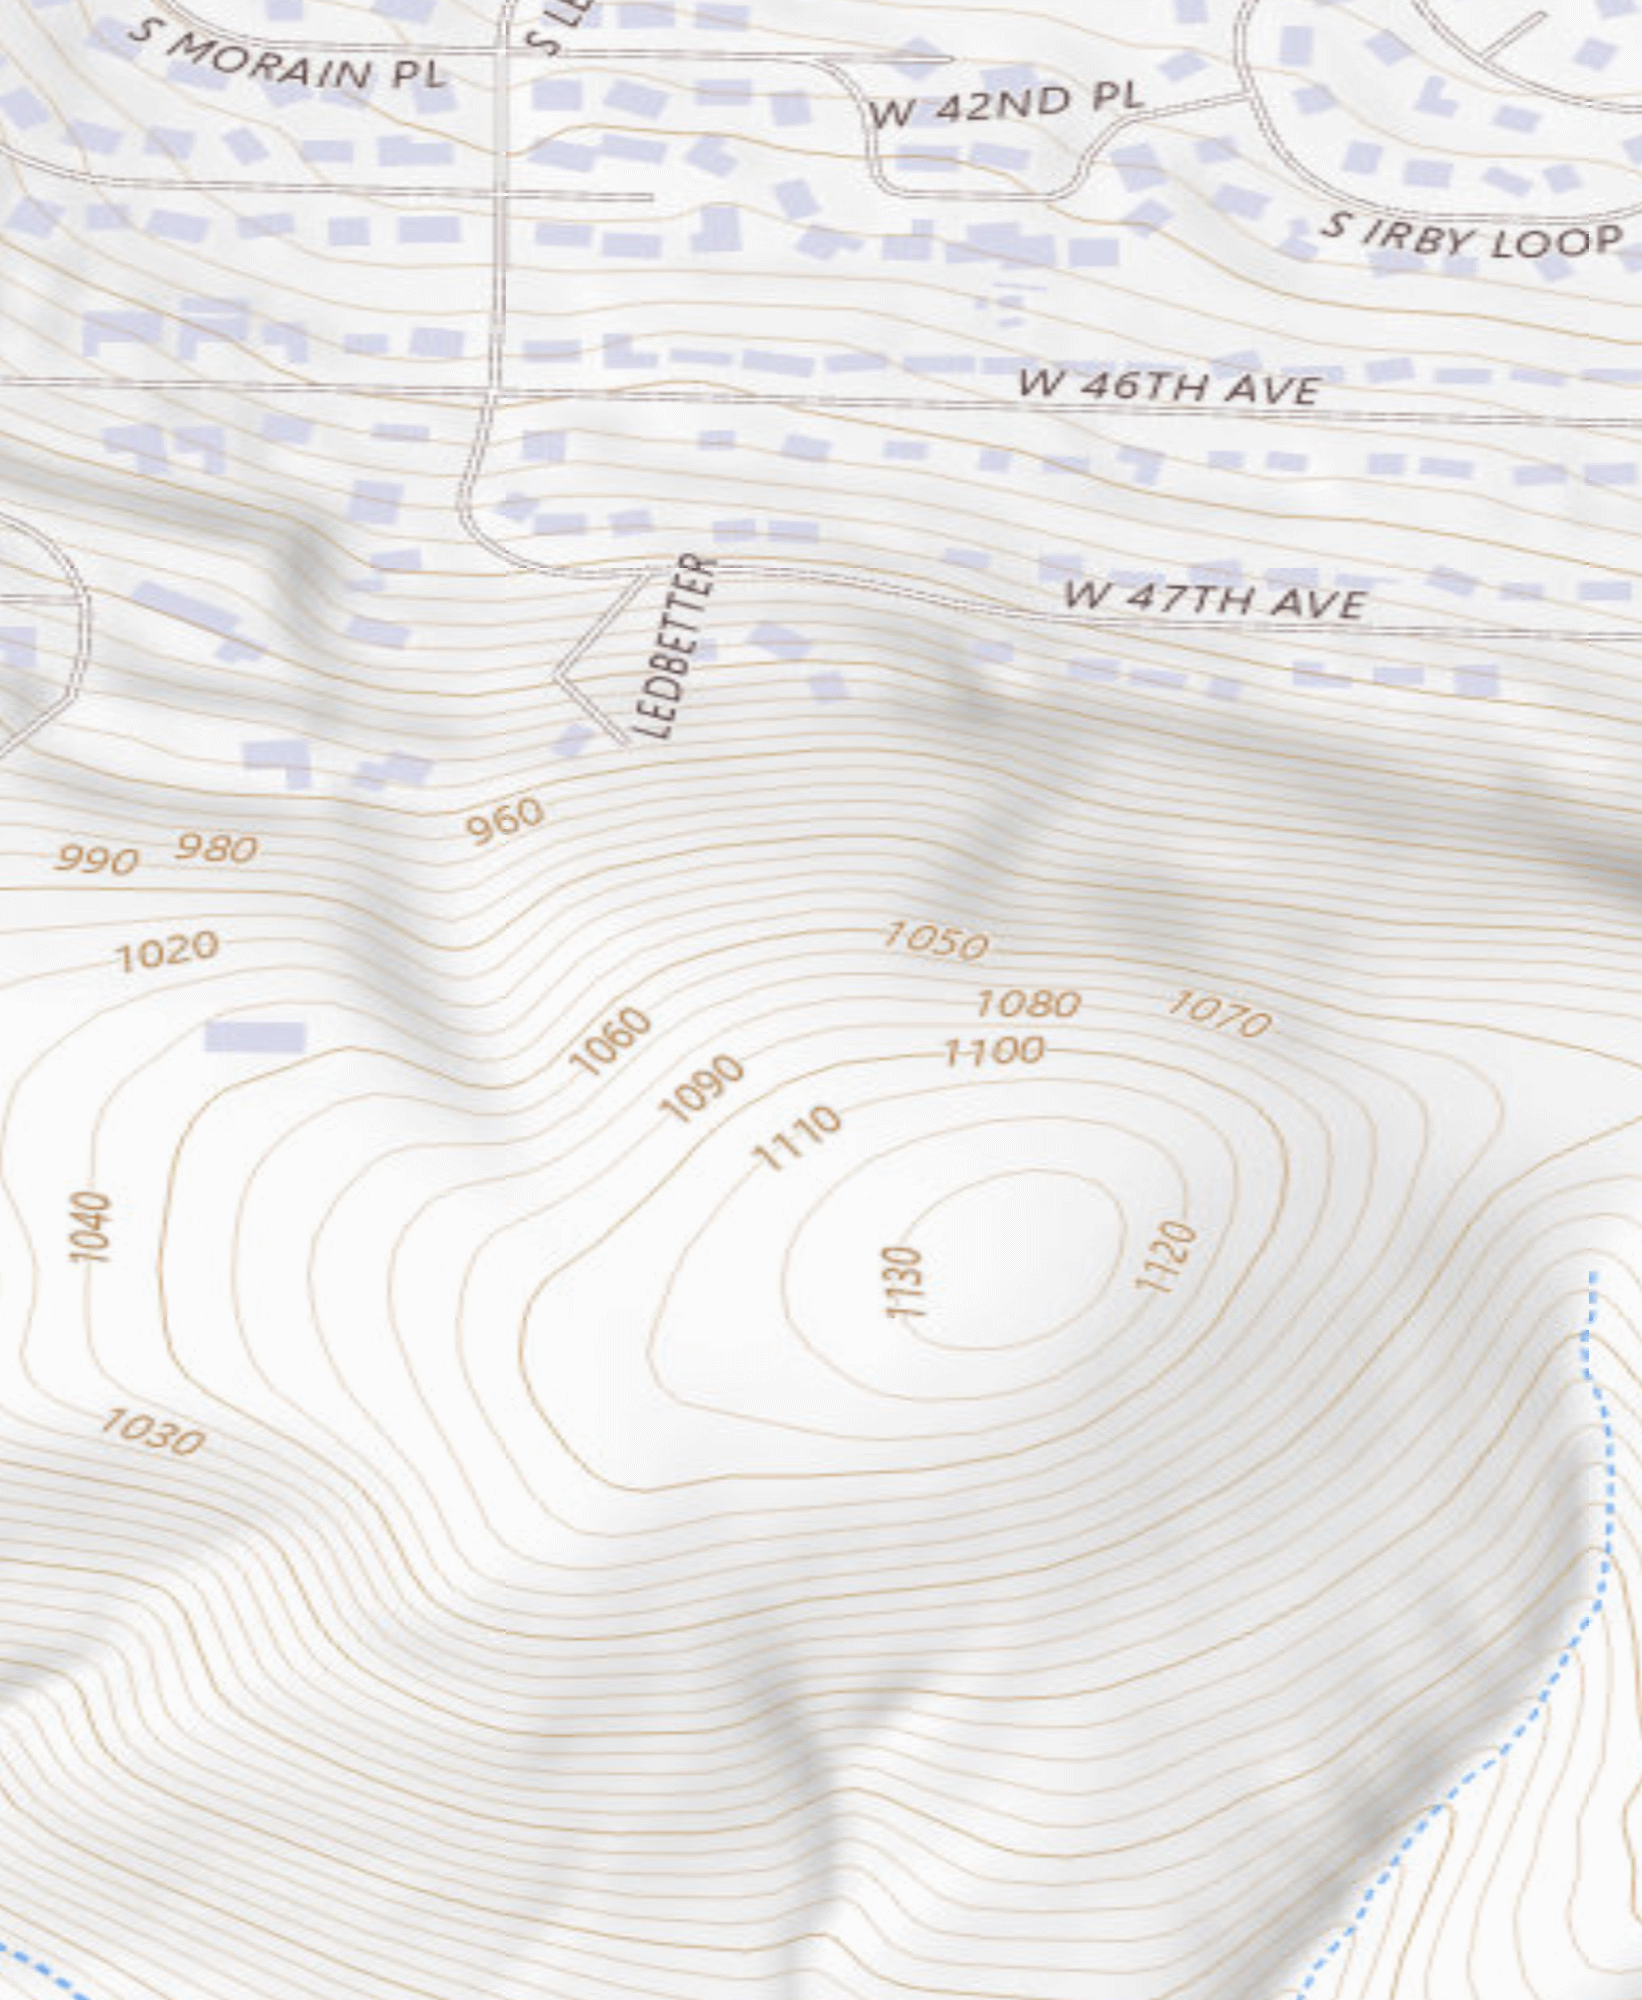 S MORAIN PL
S LE
W 42ND PL
S IRBY LOOP
W 46TH AVE
W 47TH AVE
LEDBETTER
960
990
980
1020
1050
1080
1070
1060
1100
1090
1110
1040
1130
1120
1030